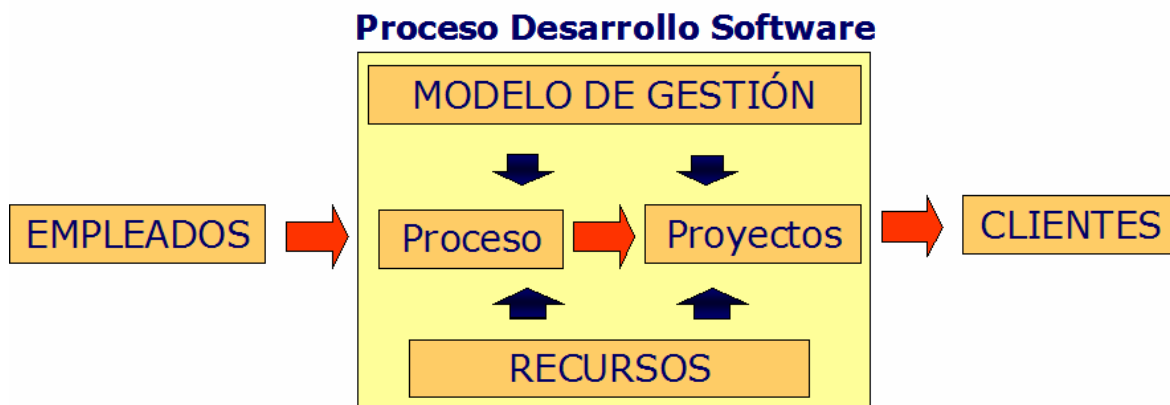 Proceso Desarrollo Software
MODELO DE GESTIÓN
EMPLEADOS
Proceso
Proyectos
CLIENTES
RECURSOS